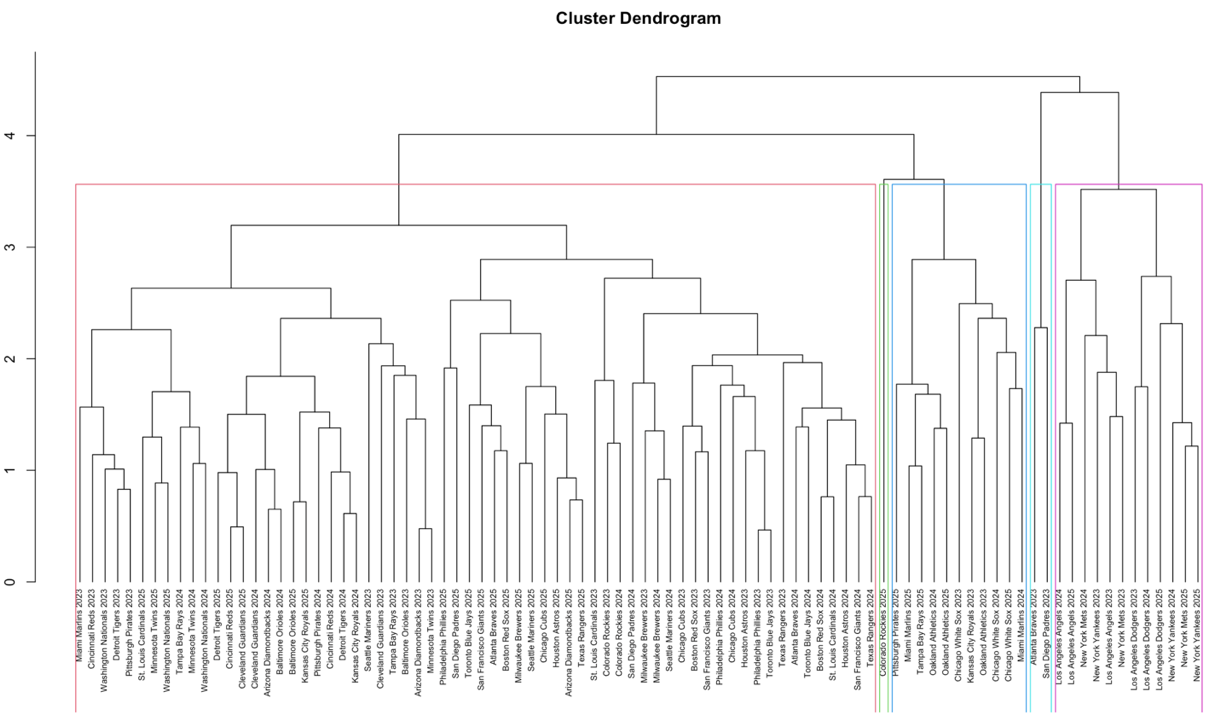 Cluster Dendrogram
4
3
2
1
0
Miami Marlins 2023
Cincinnati Reds 2023
Washington Nationals 2023
Detroit Tigers 2023
Pittsburgh Pirates 2023
St. Louis Cardinals 2025
Minnesota Twins 2025
Washington Nationals 2025
Tampa Bay Rays 2024
Minnesota Twins 2024
Washington Nationals 2024
Detroit Tigers 2025
Cincinnati Reds 2025
Cleveland Guardians 2025
Cleveland Guardians 2024
Arizona Diamondbacks 2024
Baltimore Orioles 2024
Baltimore Orioles 2025
Kansas City Royals 2025
Pittsburgh Pirates 2024
Cincinnati Reds 2024
Detroit Tigers 2024
Kansas City Royals 2024
Seattle Mariners 2023
Cleveland Guardians 2023
Tampa Bay Rays 2023
Baltimore Orioles 2023
Arizona Diamondbacks 2023
Minnesota Twins 2023
Philadelphia Phillies 2025
San Diego Padres 2025
Toronto Blue Jays 2025
San Francisco Giants 2025
Atlanta Braves 2025
Boston Red Sox 2025
Milwaukee Brewers 2025
Seattle Mariners 2025
Chicago Cubs 2025
Houston Astros 2025
Arizona Diamondbacks 2025
Texas Rangers 2025
St. Louis Cardinals 2023
Colorado Rockies 2023
Colorado Rockies 2024
San Diego Padres 2024
Milwaukee Brewers 2023
Milwaukee Brewers 2024
Seattle Mariners 2024
Chicago Cubs 2023
Boston Red Sox 2023
San Francisco Giants 2023
Philadelphia Phillies 2024
Chicago Cubs 2024
Houston Astros 2023
Philadelphia Phillies 2023
Toronto Blue Jays 2023
Texas Rangers 2023
Atlanta Braves 2024
Toronto Blue Jays 2024
Boston Red Sox 2024
St. Louis Cardinals 2024
Houston Astros 2024
San Francisco Giants 2024
Texas Rangers 2024
Colorado Rockies 2025
Pittsburgh Pirates 2025
Miami Marlins 2025
Tampa Bay Rays 2025
Oakland Athletics 2024
Oakland Athletics 2025
Chicago White Sox 2023
Kansas City Royals 2023
Oakland Athletics 2023
Chicago White Sox 2024
Chicago White Sox 2025
Miami Marlins 2024
Atlanta Braves 2023
San Diego Padres 2023
Los Angeles Angels 2024
Los Angeles Angels 2025
New York Mets 2024
New York Yankees 2023
Los Angeles Angels 2023
New York Mets 2023
Los Angeles Dodgers 2023
Los Angeles Dodgers 2024
Los Angeles Dodgers 2025
New York Yankees 2024
New York Mets 2025
New York Yankees 2025